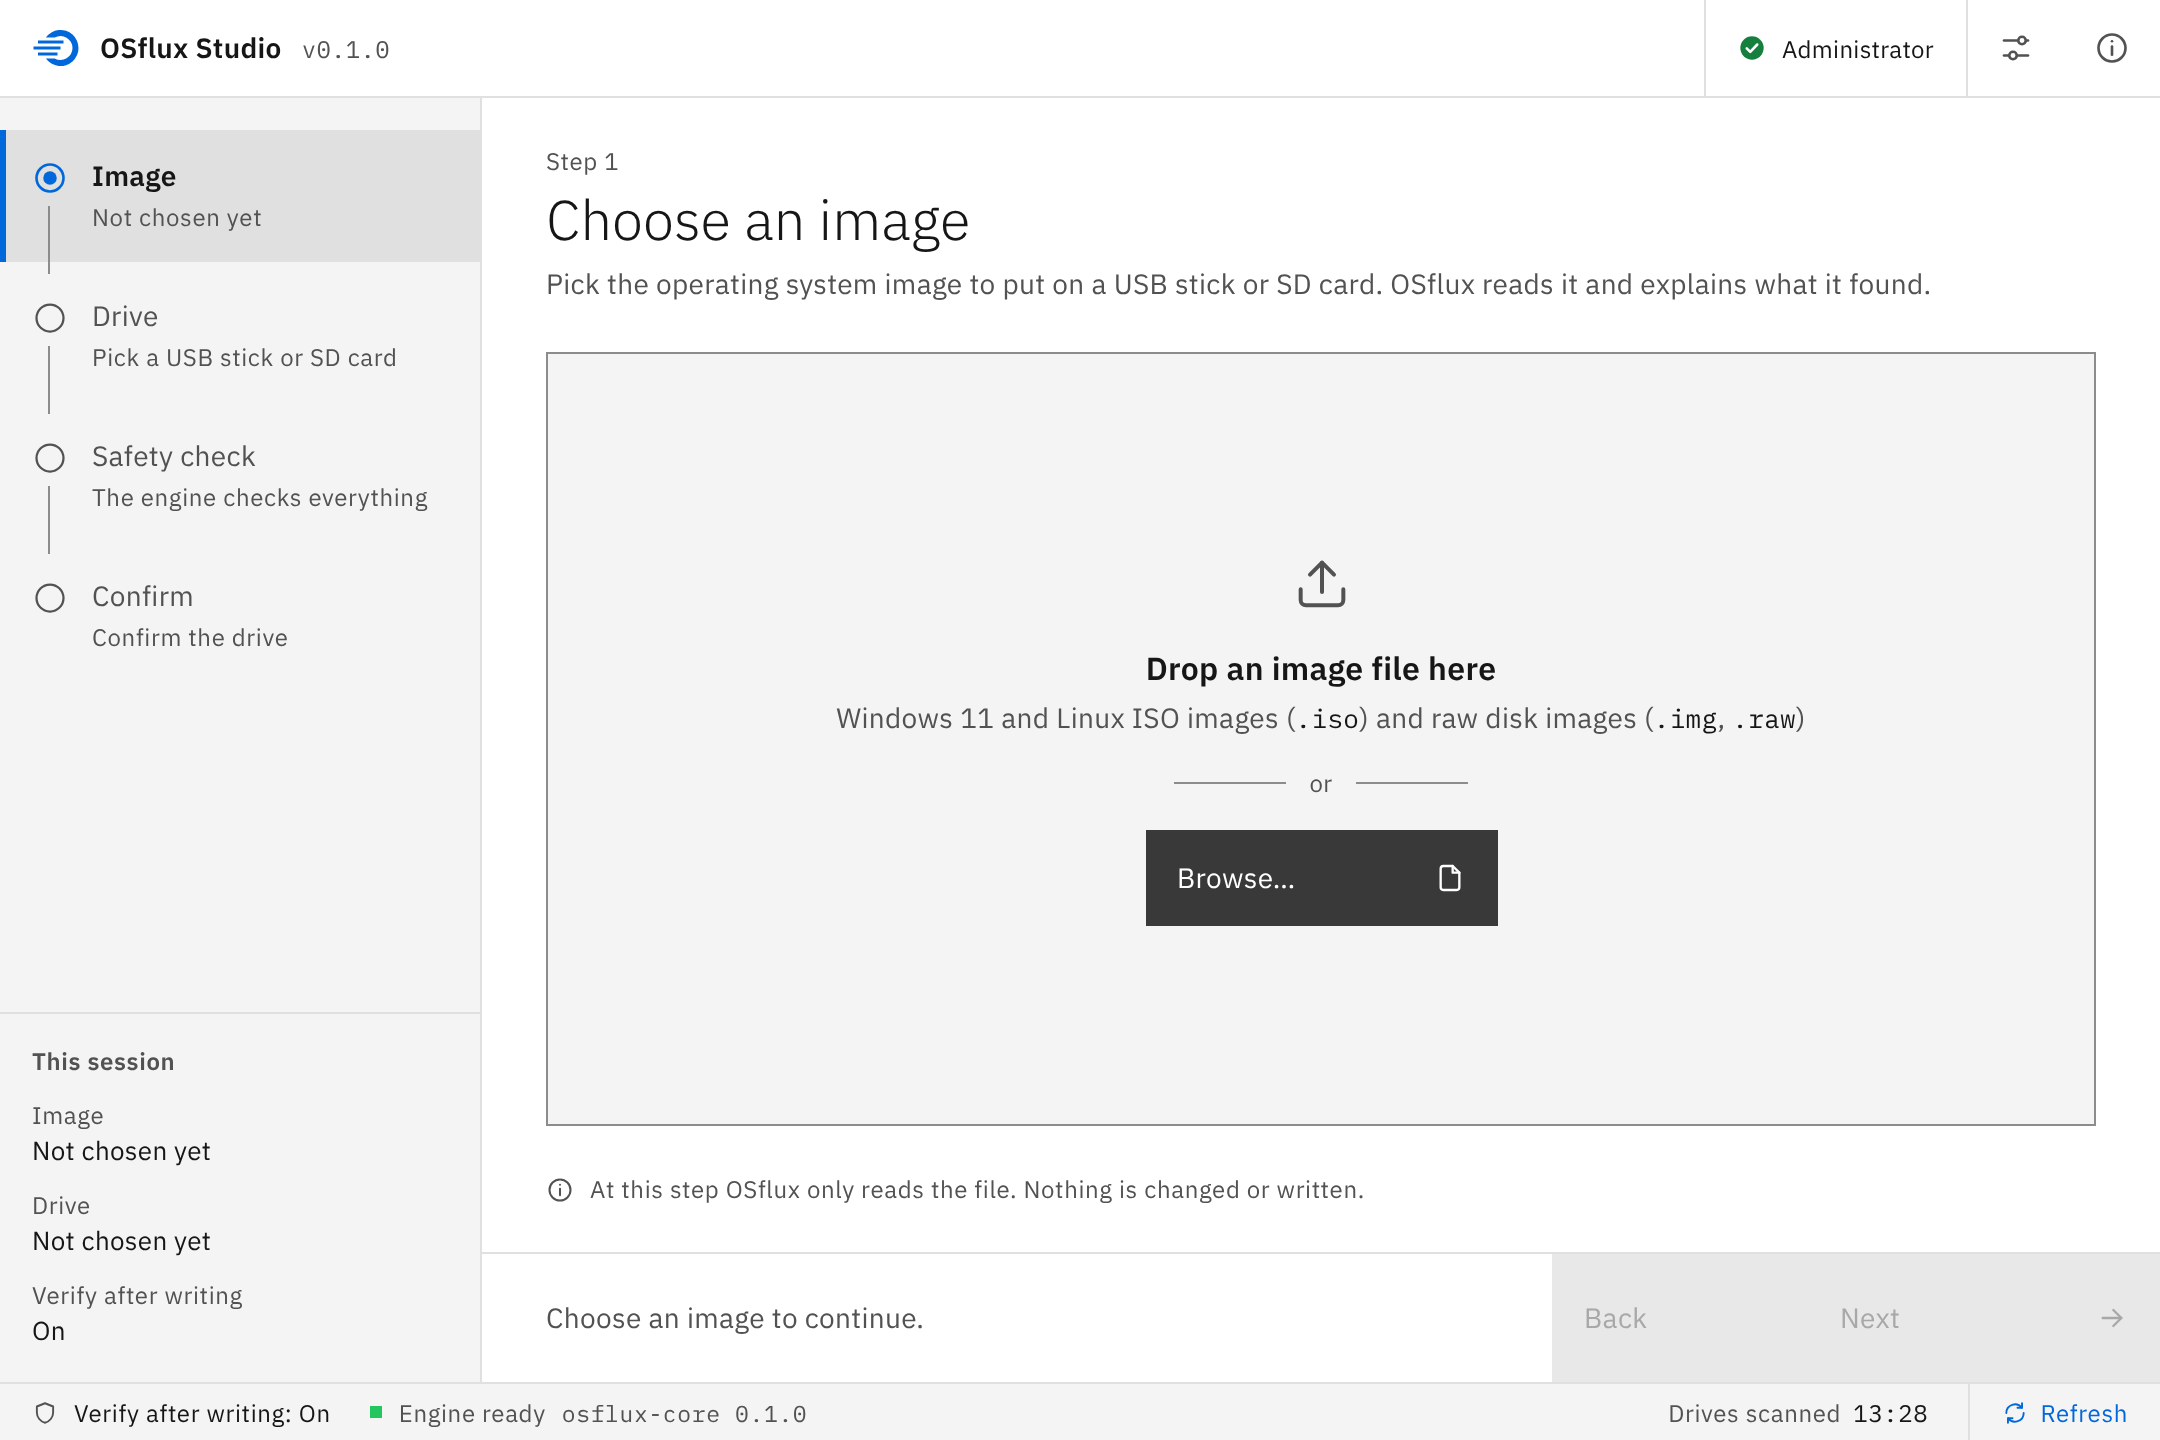 OSflux Studio v0.1.0
Administrator
Image
Not chosen yet
Drive
Pick a USB stick or SD card
Safety check
The engine checks everything
Confirm
Confirm the drive
This session
Image
Not chosen yet
Drive
Not chosen yet
Verify after writing
On
Step 1
Choose an image
Pick the operating system image to put on a USB stick or SD card. OSflux reads it and explains what it found.
Drop an image file here
Windows 11 and Linux ISO images (.iso) and raw disk images (.img, .raw)
or
Browse...
At this step OSflux only reads the file. Nothing is changed or written.
Choose an image to continue.
Back
Next
Verify after writing: On
Engine ready osflux-core 0.1.0
Drives scanned 13:28
Refresh